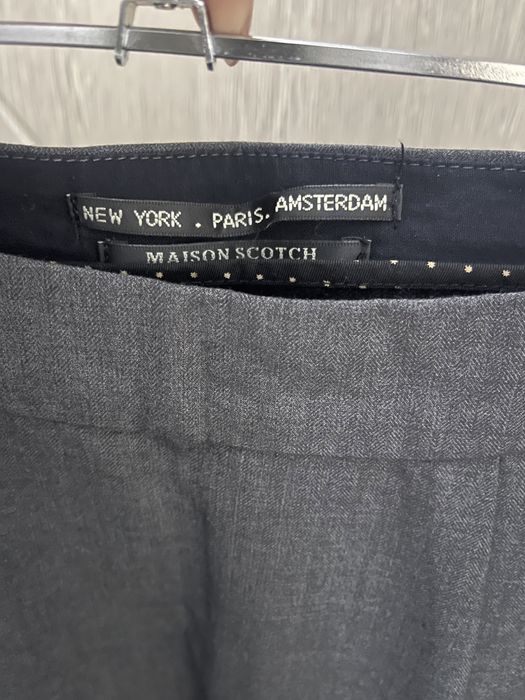 NEW YORK . PARIS. AMSTERDAM
MAISON SCOTCH